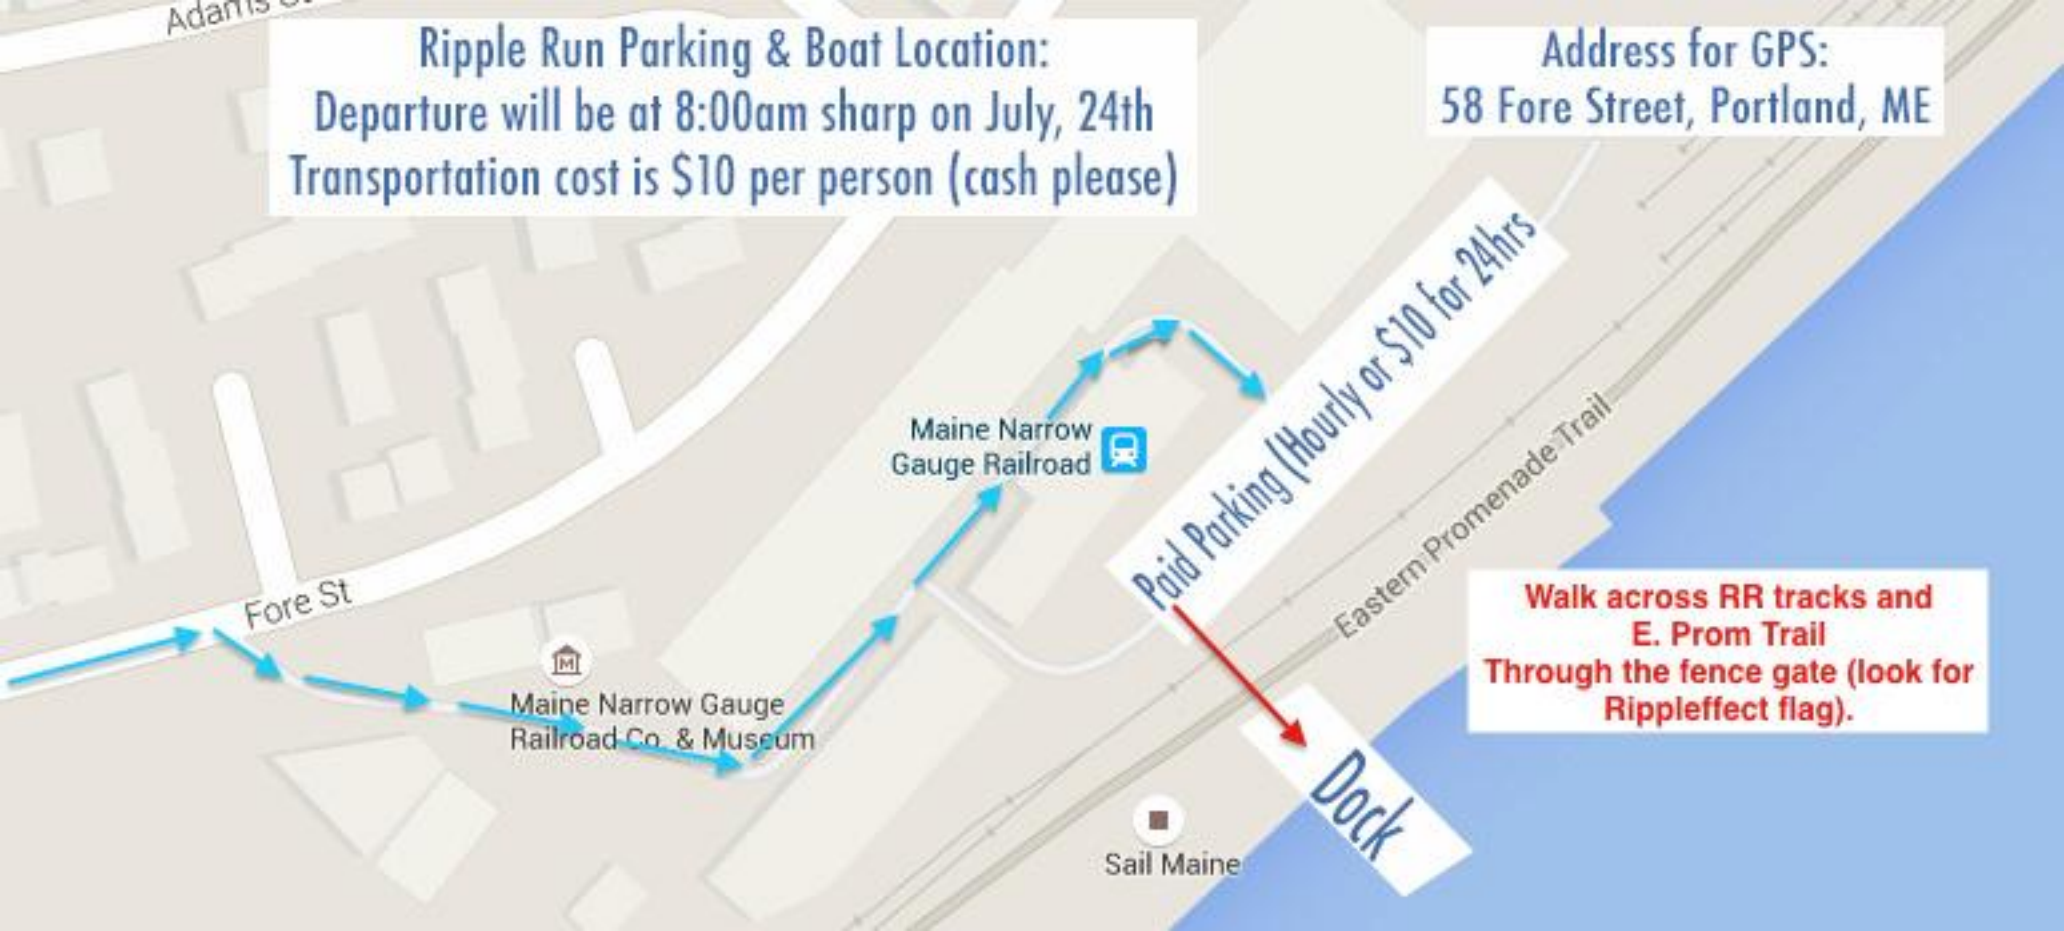 Adams St
Ripple Run Parking & Boat Location:
Departure will be at 8:00am sharp on July, 24th
Transportation cost is $10 per person (cash please)
Address for GPS:
58 Fore Street, Portland, ME
Paid Parking (Hourly or $10 for 24hrs
Maine Narrow
Gauge Railroad
Eastern Promenade Trail
Fore St
Walk across RR tracks and
E. Prom Trail
Through the fence gate (look for
Rippleffect flag).
M
Maine Narrow Gauge
Railroad Co. & Museum
Dock
Sail Maine